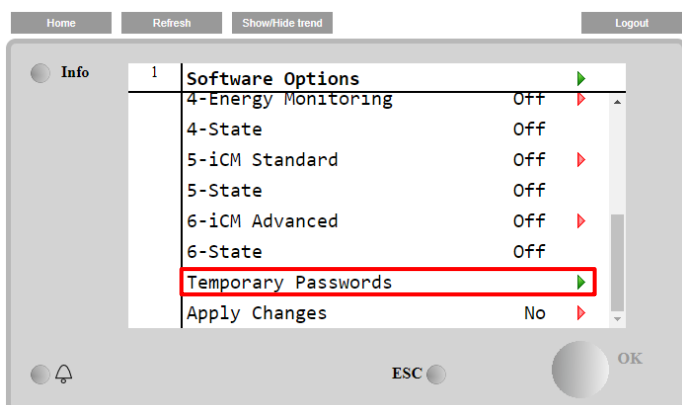 Home Refresh Show/Hide trend Logout
Info
1 Software Options
4-Energy Monitoring Off
4-State Off
5-iCM Standard Off
5-State Off
6-iCM Advanced Off
6-State Off
Temporary Passwords
Apply Changes No
ESC OK